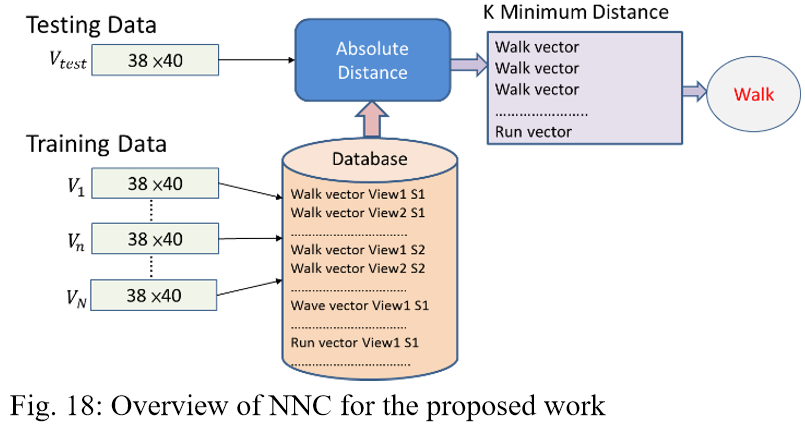 Testing Data
V_test 38 ×40
Absolute
Distance
K Minimum Distance
Walk vector
Walk vector
Walk vector
........................
Run vector
Walk
Training Data
V_1 38 ×40
V_n 38 ×40
V_N 38 ×40
Database
Walk vector View1 S1
Walk vector View2 S1
................................
Walk vector View1 S2
Walk vector View2 S2
................................
Wave vector View1 S1
................................
Run vector View1 S1
.................................
Fig. 18: Overview of NNC for the proposed work